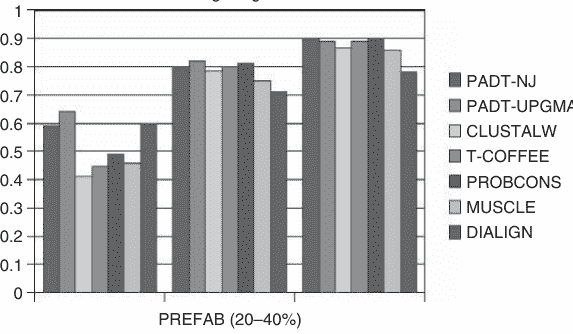 1
0.9
0.8
0.7
0.6
0.5
0.4
0.3
0.2
0.1
0
PREFAB (20–40%)
PADT-NJ
PADT-UPGMA
CLUSTALW
T-COFFEE
PROBCONS
MUSCLE
DIALIGN